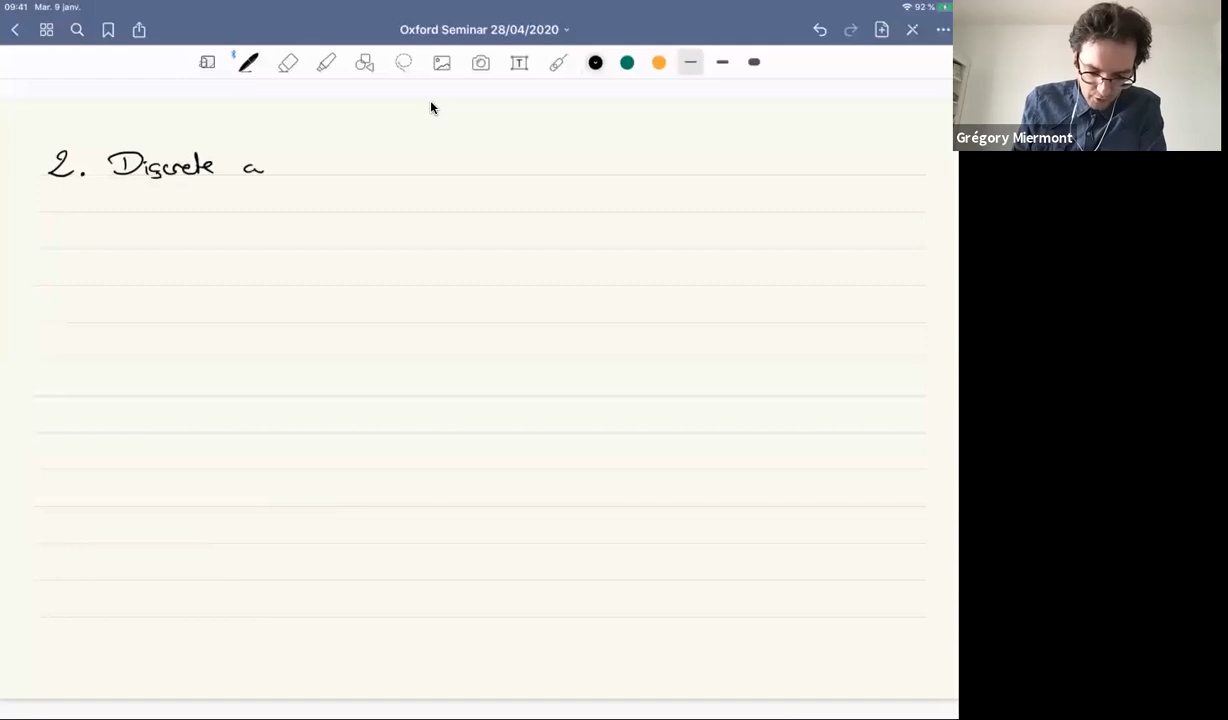 09:41 Mar. 9 janv.
92 %
Oxford Seminar 28/04/2020
T
Grégory Miermont
2. Discrete a